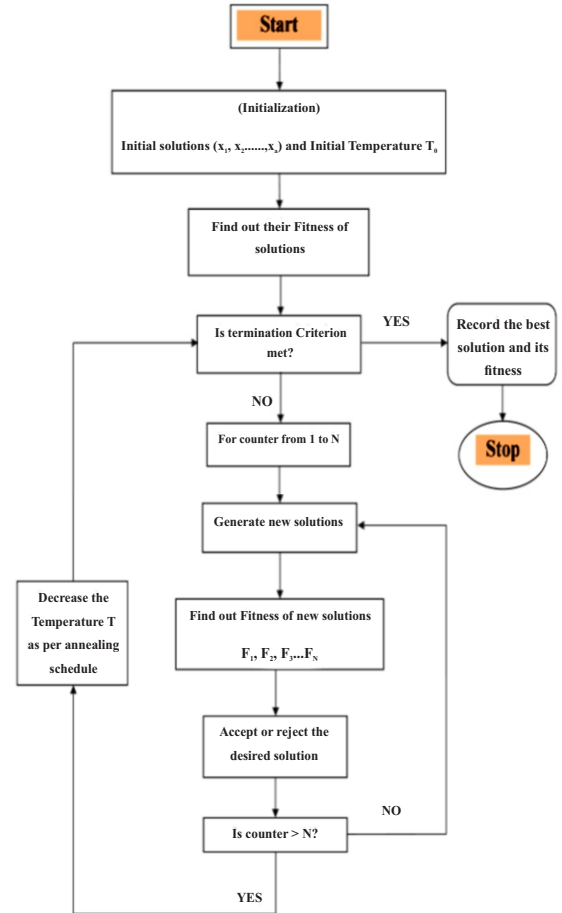 Start
(Initialization)
Initial solutions (x₁, x₂......,xₙ) and Initial Temperature T₀
Find out their Fitness of
solutions
Is termination Criterion
met?
YES
Record the best
solution and its
fitness
Stop
NO
For counter from 1 to N
Generate new solutions
Find out Fitness of new solutions
F₁, F₂, F₃...Fₙ
Accept or reject the
desired solution
Is counter > N?
NO
YES
Decrease the
Temperature T
as per annealing
schedule